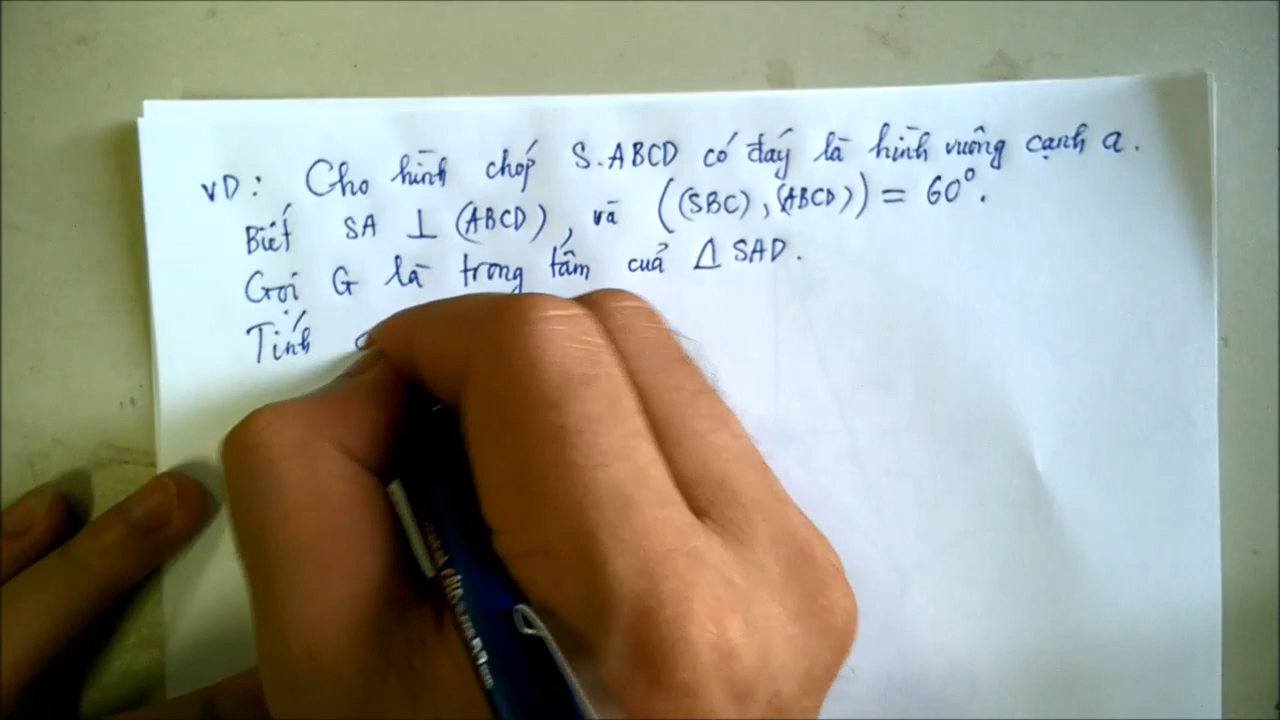 VD: Cho hình chóp S.ABCD có đáy là hình vuông cạnh a.
Biết SA ⊥ (ABCD), và ((SBC), (ABCD)) = 60°.
Gọi G là trọng tâm của Δ SAD.
Tính